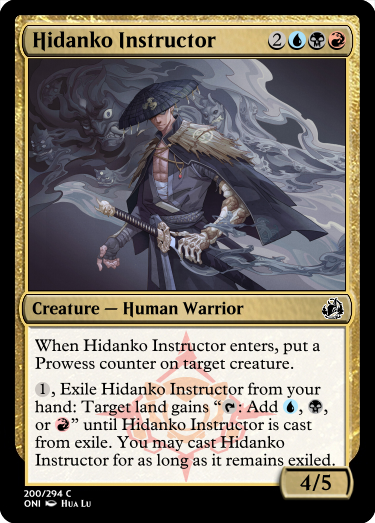 Hidanko Instructor 2
Creature — Human Warrior
When Hidanko Instructor enters, put a
Prowess counter on target creature.
1, Exile Hidanko Instructor from your
hand: Target land gains “: Add , ,
or ” until Hidanko Instructor is cast
from exile. You may cast Hidanko
Instructor for as long as it remains exiled.
4/5
200/294 C
ONI Hua Lu